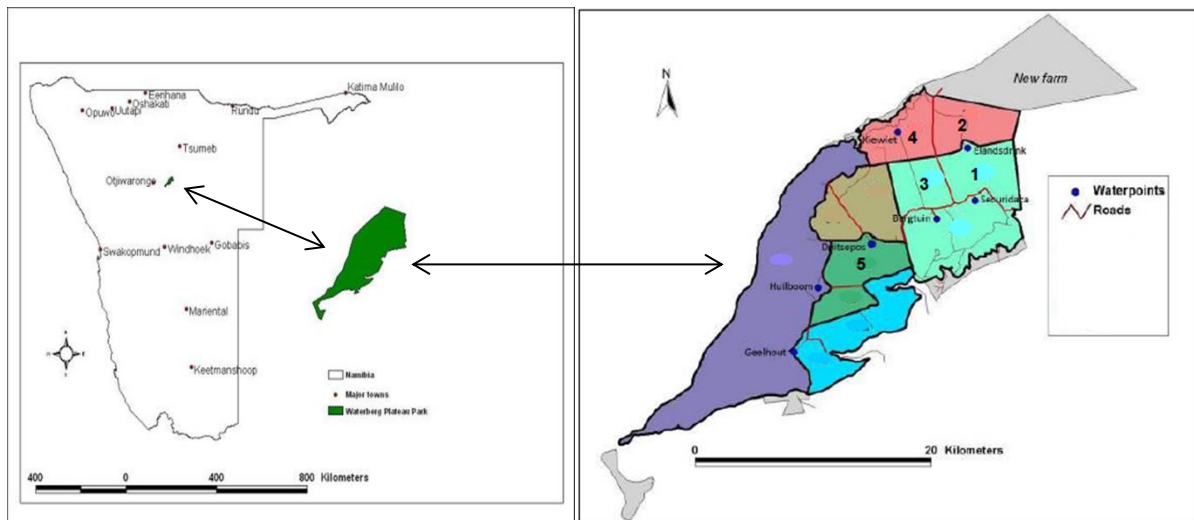 Eenhana
Katima Mulilo
Oshakati
Opuwo
Uutapi
Rundu
Tsumeb
Otjiwarongo
Swakopmund
Windhoek
Gobabis
Mariental
Keetmanshoop
N
Namibia
Major towns
Waterberg Plateau Park
400 0 400 800 Kilometers
N
New farm
4
2
Kiewiet
Elandsdrink
3
1
Securidaca
Bergtuin
Duitsepos
5
Huilboom
Geelhout
Waterpoints
Roads
0 20 Kilometers